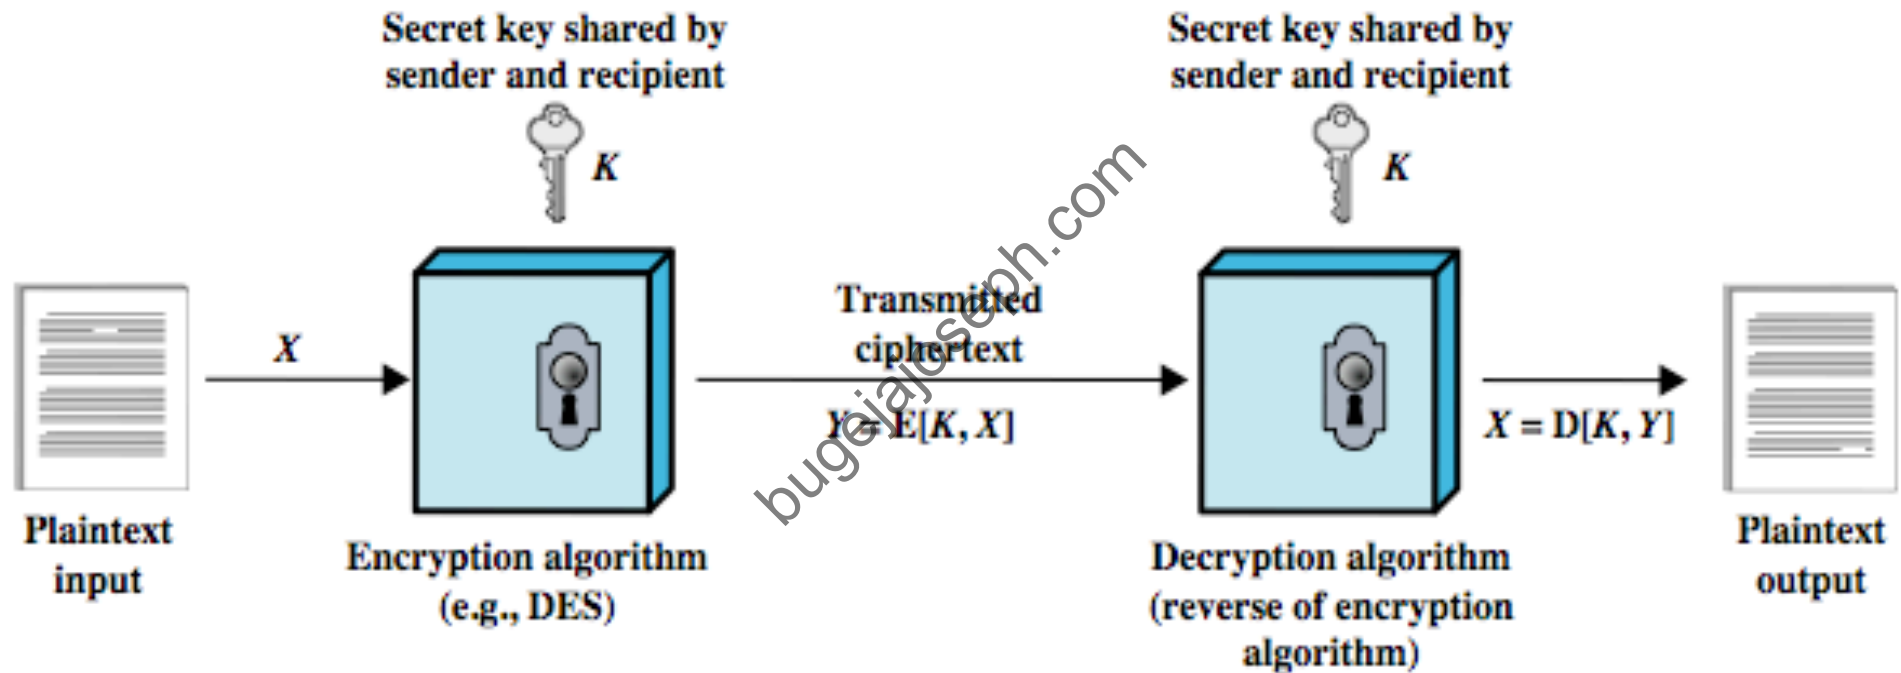 Secret key shared by
sender and recipient
K
Secret key shared by
sender and recipient
K
X
Transmitted
ciphertext
Y = E[K, X]
X = D[K, Y]
Plaintext
input
Encryption algorithm
(e.g., DES)
Decryption algorithm
(reverse of encryption
algorithm)
Plaintext
output
bugejajoseph.com